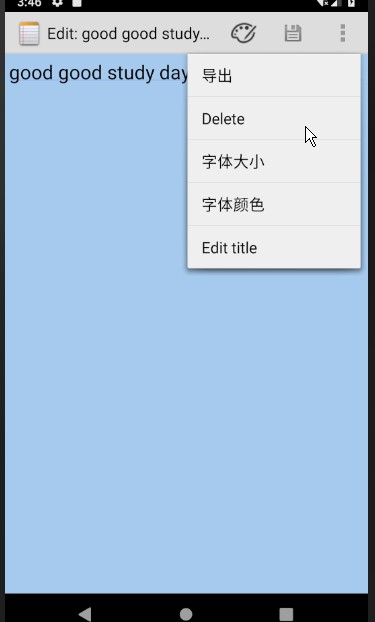 3:46
Edit: good good study...
good good study day
导出
Delete
字体大小
字体颜色
Edit title